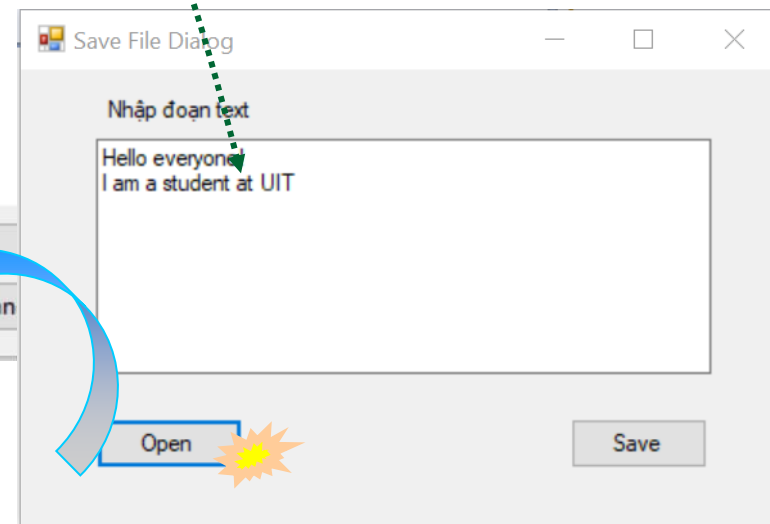 Save File Dialog
Nhập đoạn text
Hello everyone!
I am a student at UIT
Open
Save